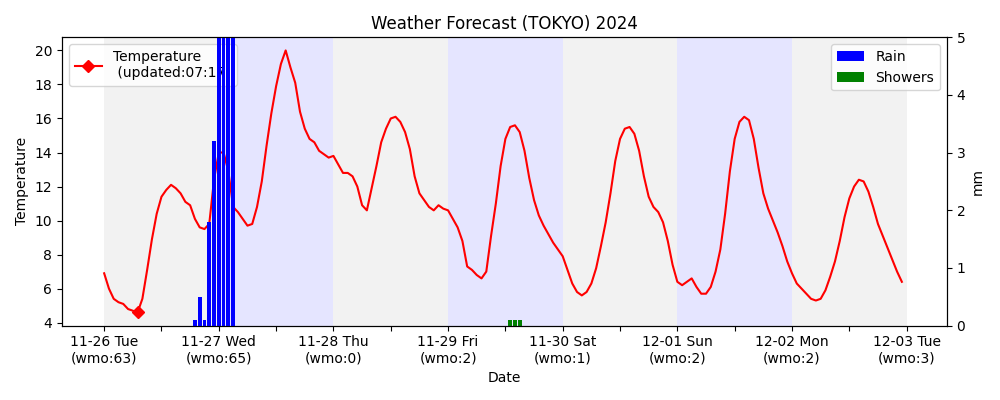 Weather Forecast (TOKYO) 2024
Temperature
(updated:07:1
Rain
Showers
20
18
16
14
12
10
8
6
4
Temperature
5
4
3
2
1
0
mm
11-26 Tue
(wmo:63)
11-27 Wed
(wmo:65)
11-28 Thu
(wmo:0)
11-29 Fri
(wmo:2)
11-30 Sat
(wmo:1)
12-01 Sun
(wmo:2)
12-02 Mon
(wmo:2)
12-03 Tue
(wmo:3)
Date